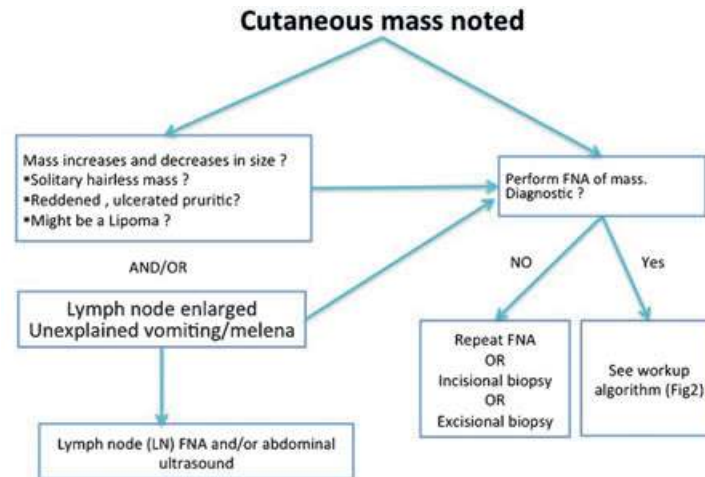 Cutaneous mass noted
Mass increases and decreases in size ?
▪Solitary hairless mass ?
▪Reddened , ulcerated pruritic?
▪Might be a Lipoma ?
Perform FNA of mass.
Diagnostic ?
AND/OR
NO
Yes
Lymph node enlarged
Unexplained vomiting/melena
Repeat FNA
OR
Incisional biopsy
OR
Excisional biopsy
See workup
algorithm (Fig2)
Lymph node (LN) FNA and/or abdominal
ultrasound